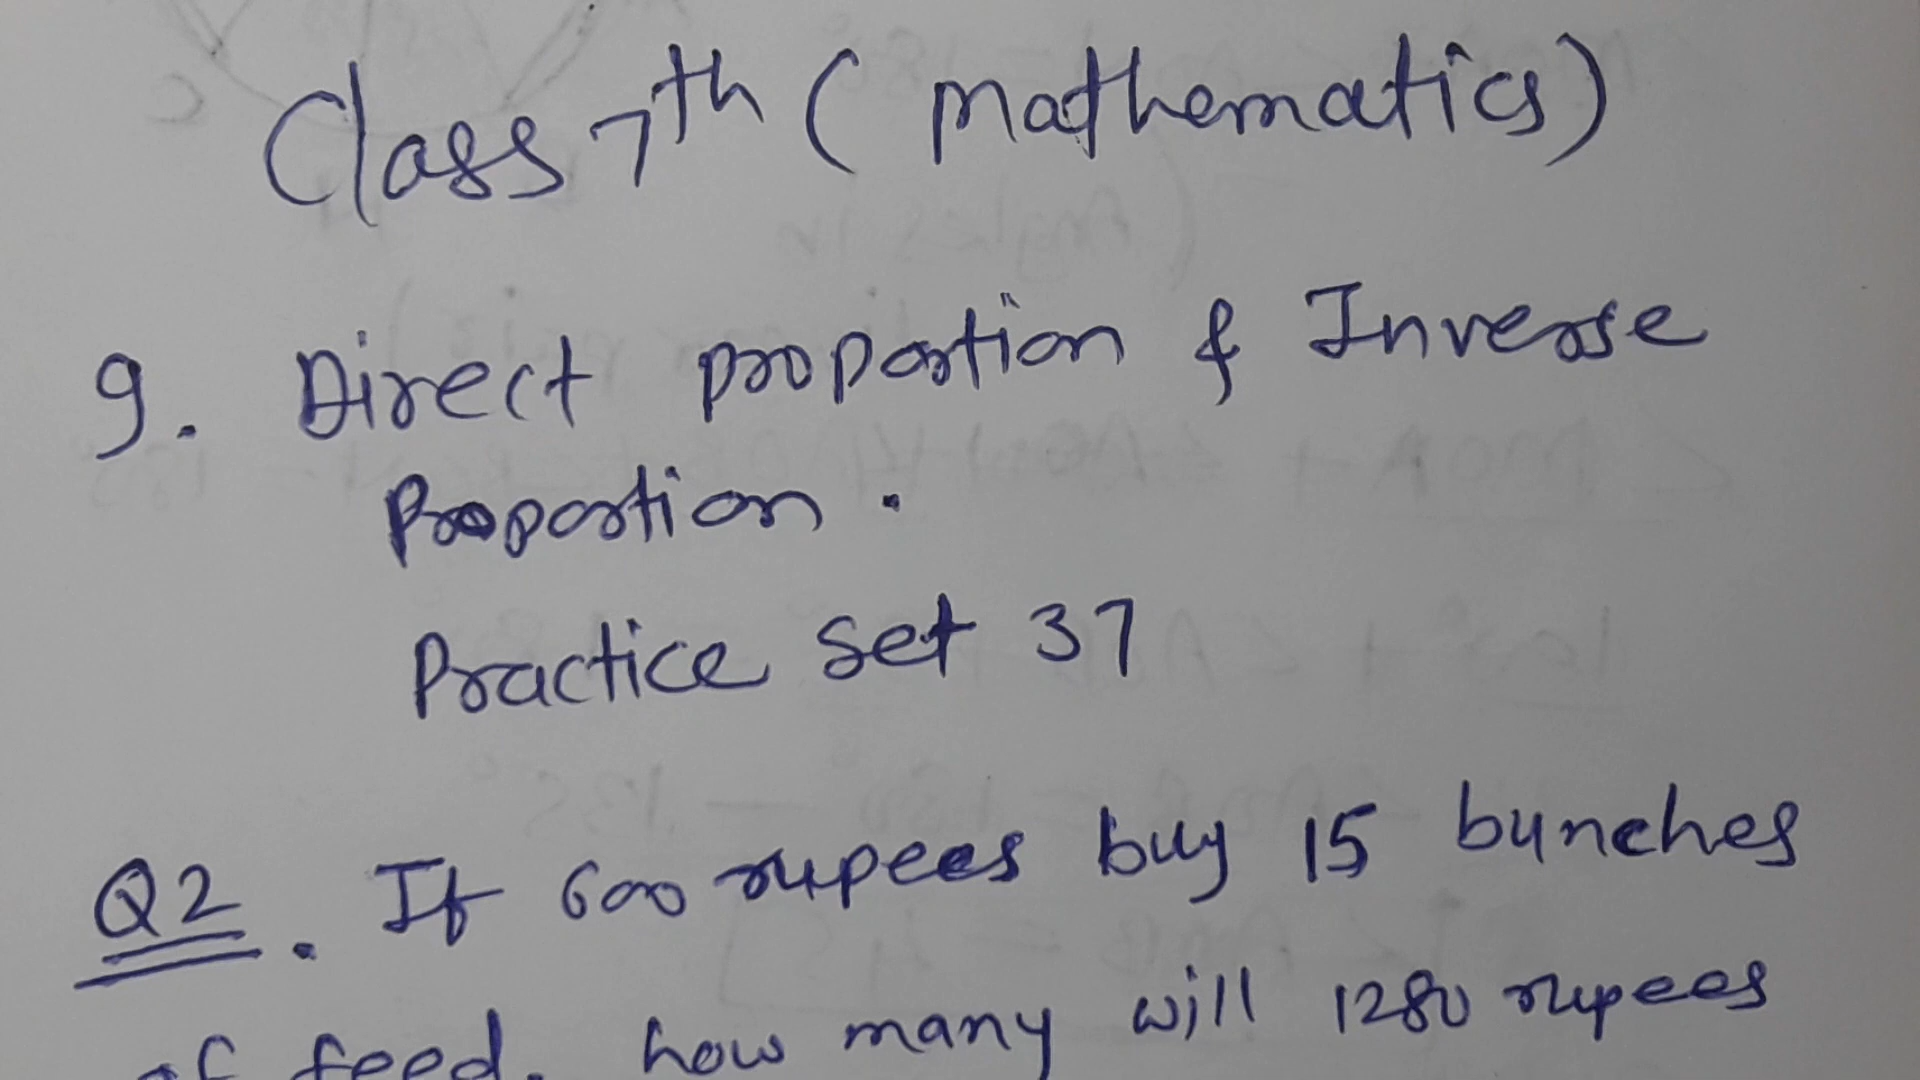 Class 7th (Mathematics)
9. Direct proportion & Inverse
Proportion.
Practice set 37
Q2. If 600 rupees buy 15 bunches
of feed, how many will 1280 rupees